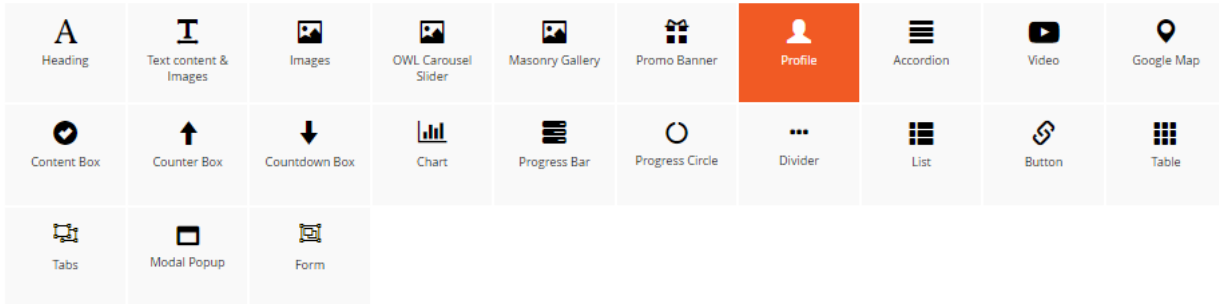 Heading
Text content &
Images
Images
OWL Carousel
Slider
Masonry Gallery
Promo Banner
Profile
Accordion
Video
Google Map
Content Box
Counter Box
Countdown Box
Chart
Progress Bar
Progress Circle
Divider
List
Button
Table
Tabs
Modal Popup
Form